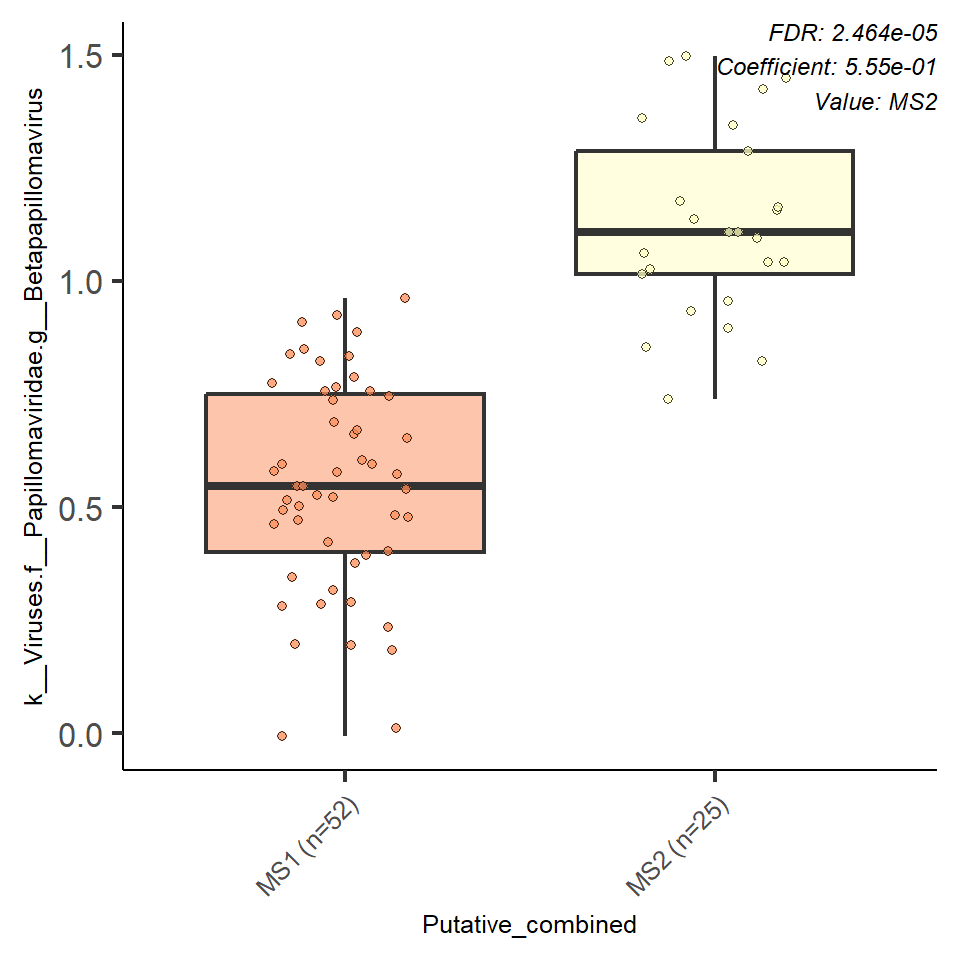 FDR: 2.464e-05
Coefficient: 5.55e-01
Value: MS2
k__Viruses.f__Papillomaviridae.g__Betapapillomavirus
1.5
1.0
0.5
0.0
MS1 (n=52)
MS2 (n=25)
Putative_combined